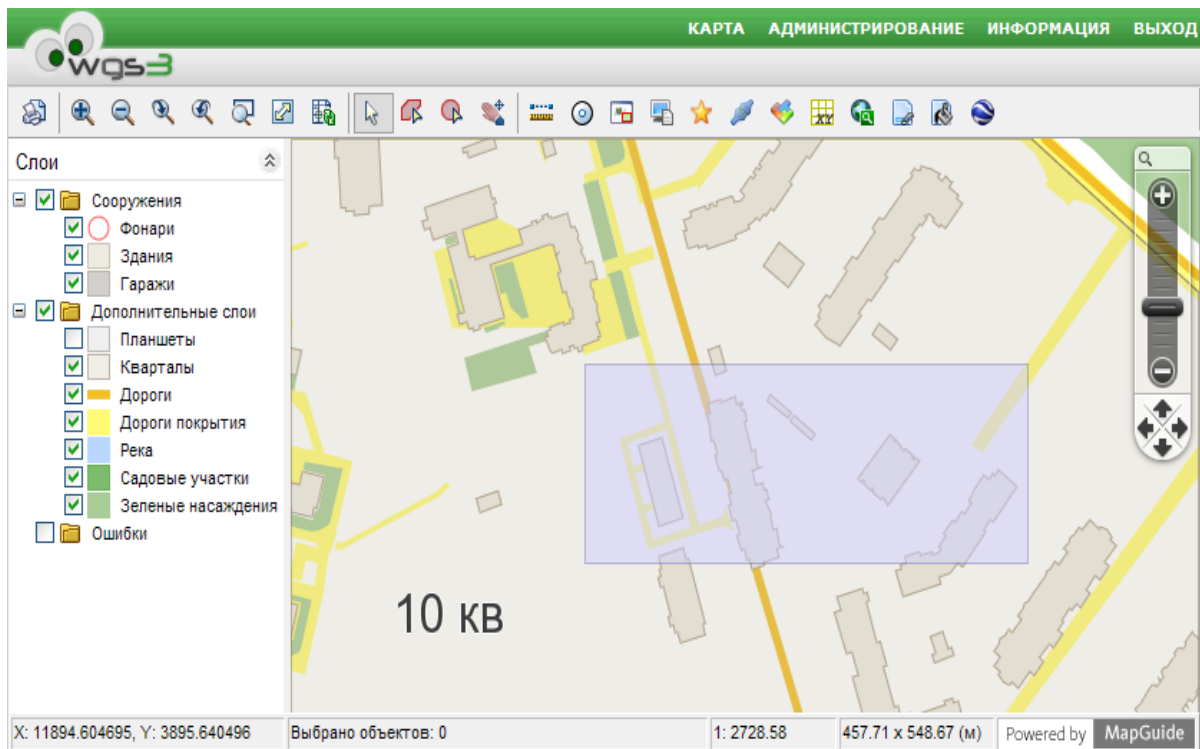 КАРТА АДМИНИСТРИРОВАНИЕ ИНФОРМАЦИЯ ВЫХОД
wgs3
XY
Слои
Сооружения
Фонари
Здания
Гаражи
Дополнительные слои
Планшеты
Кварталы
Дороги
Дороги покрытия
Река
Садовые участки
Зеленые насаждения
Ошибки
10 кв
X: 11894.604695, Y: 3895.640496 Выбрано объектов: 0 1: 2728.58 457.71 x 548.67 (м) Powered by MapGuide